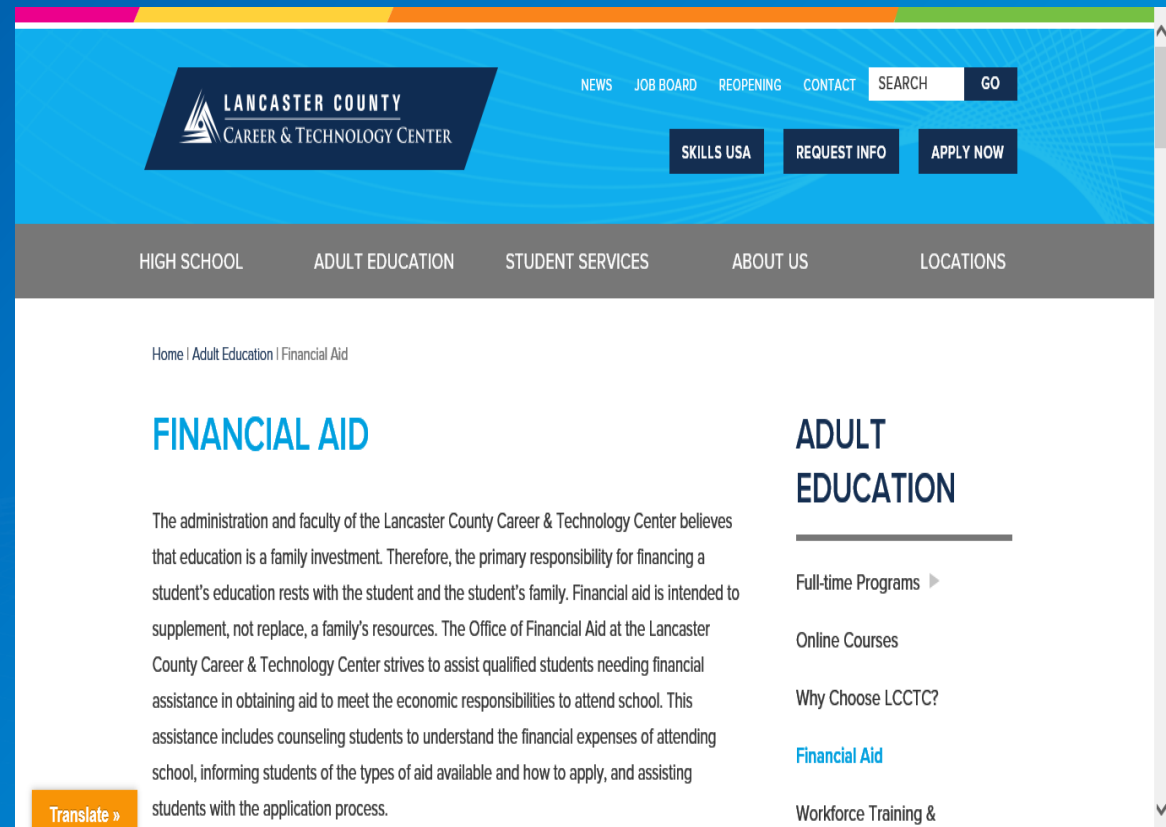 NEWS JOB BOARD REOPENING CONTACT SEARCH GO
LANCASTER COUNTY
CAREER & TECHNOLOGY CENTER
SKILLS USA REQUEST INFO APPLY NOW
HIGH SCHOOL ADULT EDUCATION STUDENT SERVICES ABOUT US LOCATIONS
Home | Adult Education | Financial Aid
FINANCIAL AID
The administration and faculty of the Lancaster County Career & Technology Center believes
that education is a family investment. Therefore, the primary responsibility for financing a
student's education rests with the student and the student's family. Financial aid is intended to
supplement, not replace, a family's resources. The Office of Financial Aid at the Lancaster
County Career & Technology Center strives to assist qualified students needing financial
assistance in obtaining aid to meet the economic responsibilities to attend school. This
assistance includes counseling students to understand the financial expenses of attending
school, informing students of the types of aid available and how to apply, and assisting
students with the application process.
ADULT
EDUCATION
Full-time Programs
Online Courses
Why Choose LCCTC?
Financial Aid
Workforce Training &
Translate »